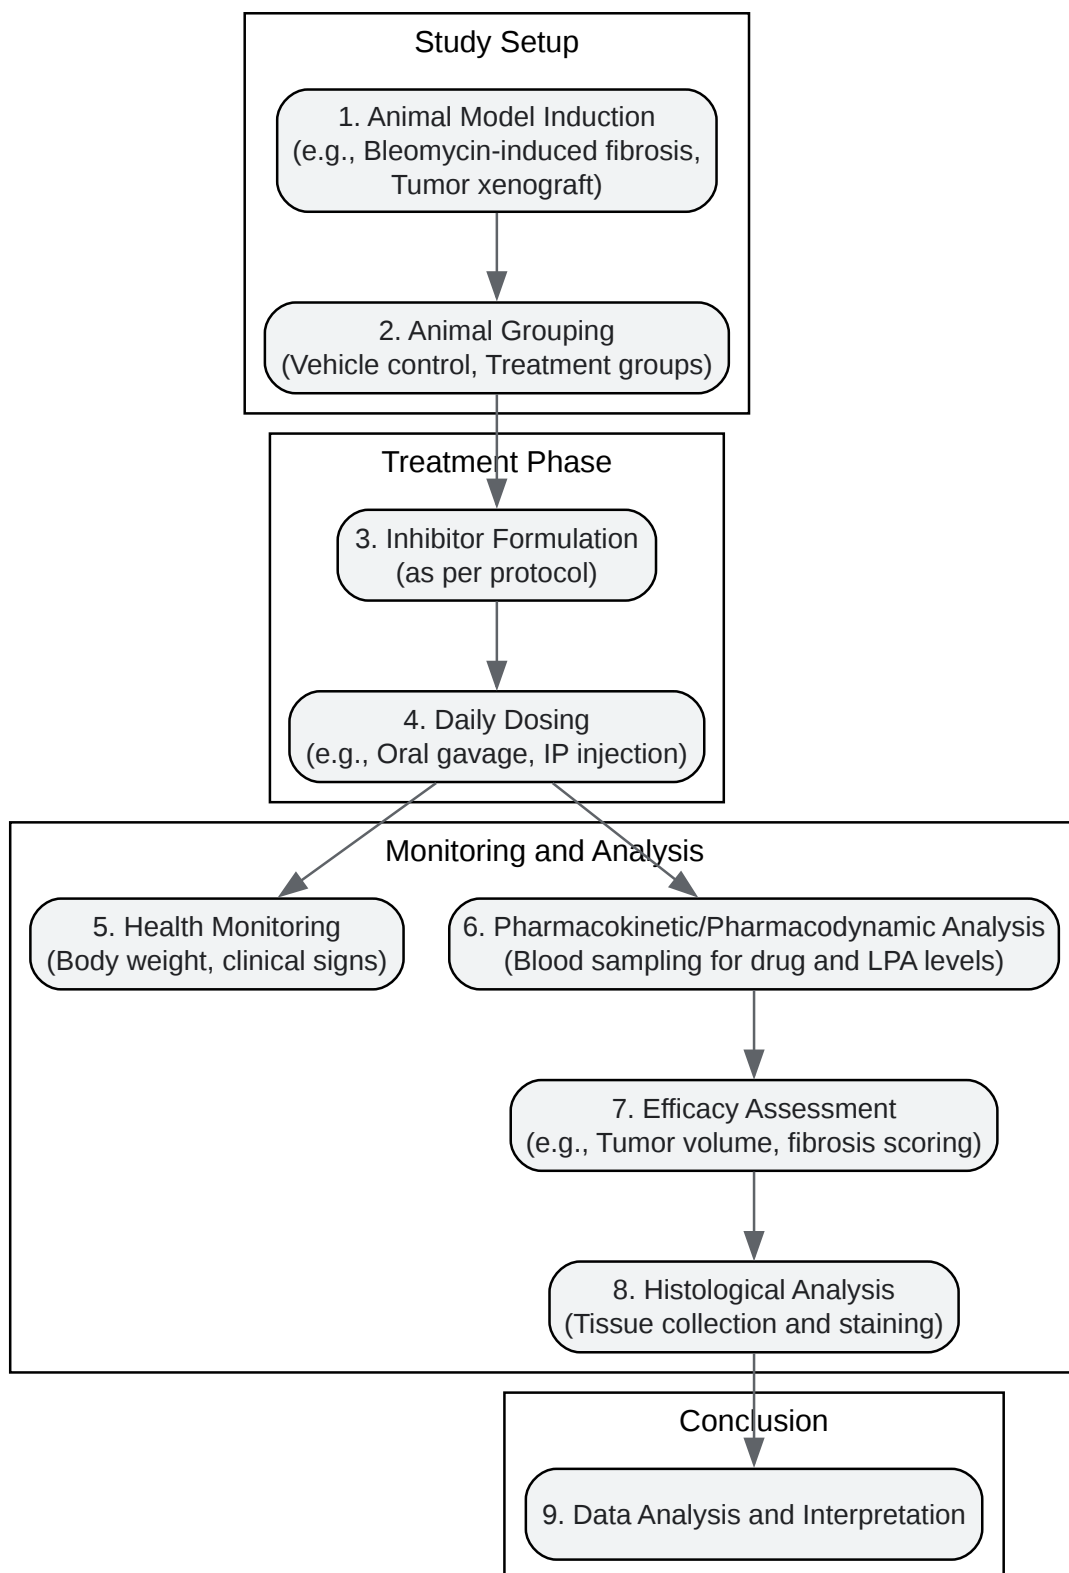 Study Setup
1. Animal Model Induction
(e.g., Bleomycin-induced fibrosis,
Tumor xenograft)
2. Animal Grouping
(Vehicle control, Treatment groups)
Treatment Phase
3. Inhibitor Formulation
(as per protocol)
4. Daily Dosing
(e.g., Oral gavage, IP injection)
Monitoring and Analysis
5. Health Monitoring
(Body weight, clinical signs)
6. Pharmacokinetic/Pharmacodynamic Analysis
(Blood sampling for drug and LPA levels)
7. Efficacy Assessment
(e.g., Tumor volume, fibrosis scoring)
8. Histological Analysis
(Tissue collection and staining)
Conclusion
9. Data Analysis and Interpretation